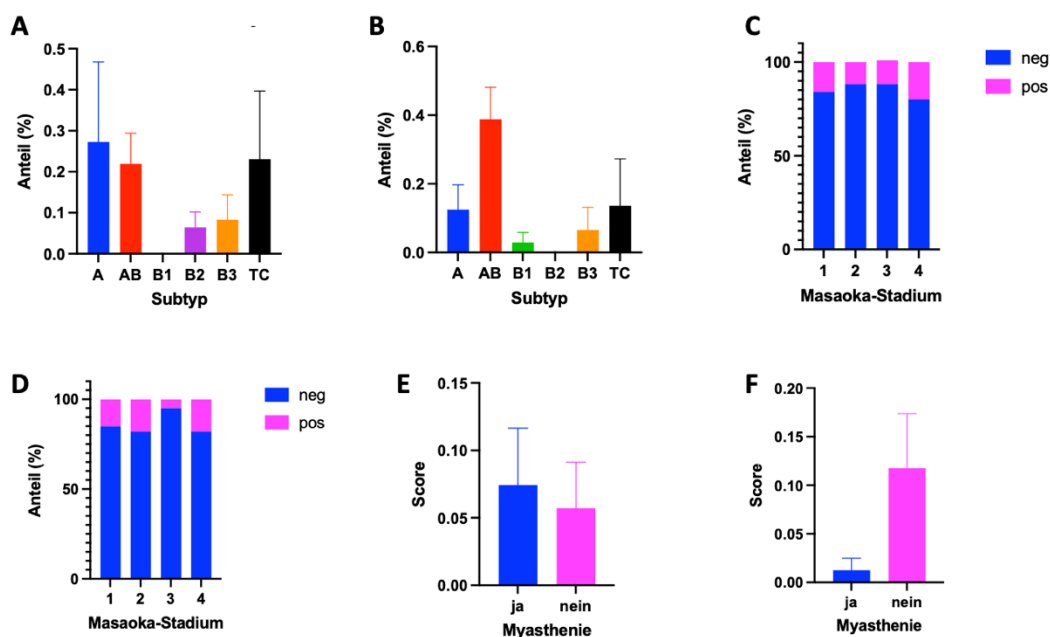 A
Anteil (%)
0.5
0.4
0.3
0.2
0.1
0.0
A AB B1 B2 B3 TC
Subtyp
B
Anteil (%)
0.6
0.4
0.2
0.0
A AB B1 B2 B3 TC
Subtyp
C
Anteil (%)
100
50
0
1 2 3 4
Masaoka-Stadium
neg
pos
D
Anteil (%)
100
50
0
1 2 3 4
Masaoka-Stadium
neg
pos
E
Score
0.15
0.10
0.05
0.00
ja nein
Myasthenie
F
Score
0.20
0.15
0.10
0.05
0.00
ja nein
Myasthenie